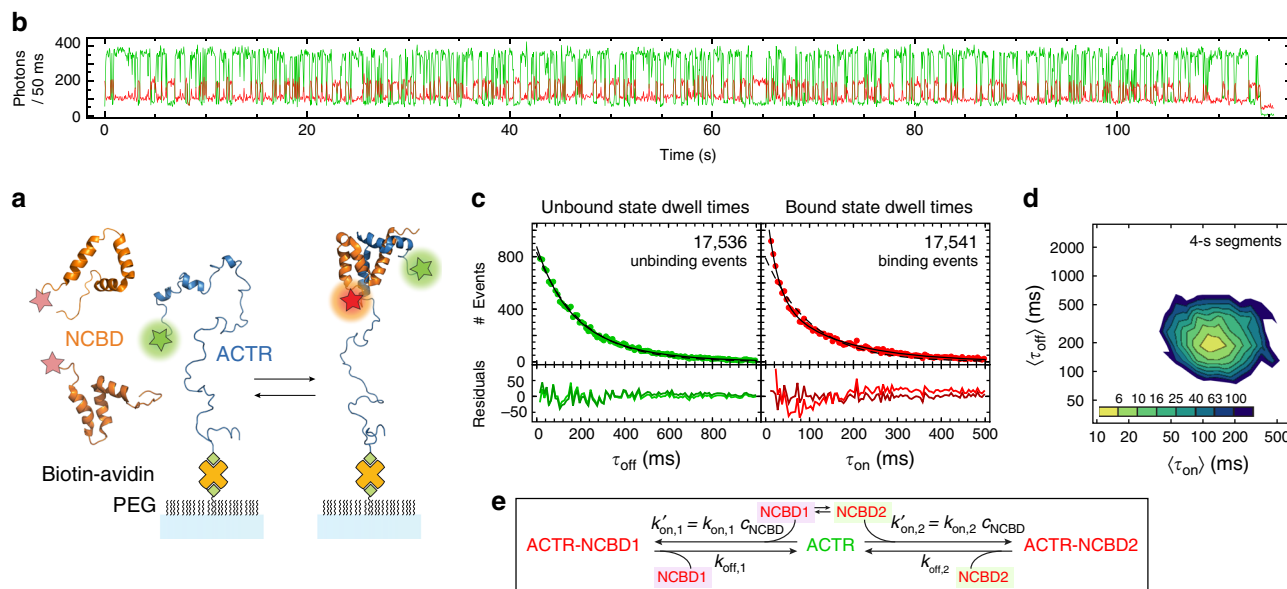 b
Photons
/ 50 ms
400
200
0
0 20 40 60 80 100
Time (s)
a
NCBD
ACTR
Biotin-avidin
PEG
c
Unbound state dwell times
Bound state dwell times
17,536
unbinding events
17,541
binding events
# Events
800
400
0
Residuals
50
0
−50
0 200 400 600 800 1000
τoff (ms)
0 100 200 300 400 500
τon (ms)
d
4-s segments
⟨τoff⟩ (ms)
2000
1000
500
200
100
50
6 10 16 25 40 63 100
10 20 50 100 200 500
⟨τon⟩ (ms)
e
NCBD1 NCBD2
k′on,1 = kon,1 cNCBD
k′on,2 = kon,2 cNCBD
ACTR-NCBD1 ACTR ACTR-NCBD2
koff,1 koff,2
NCBD1 NCBD2